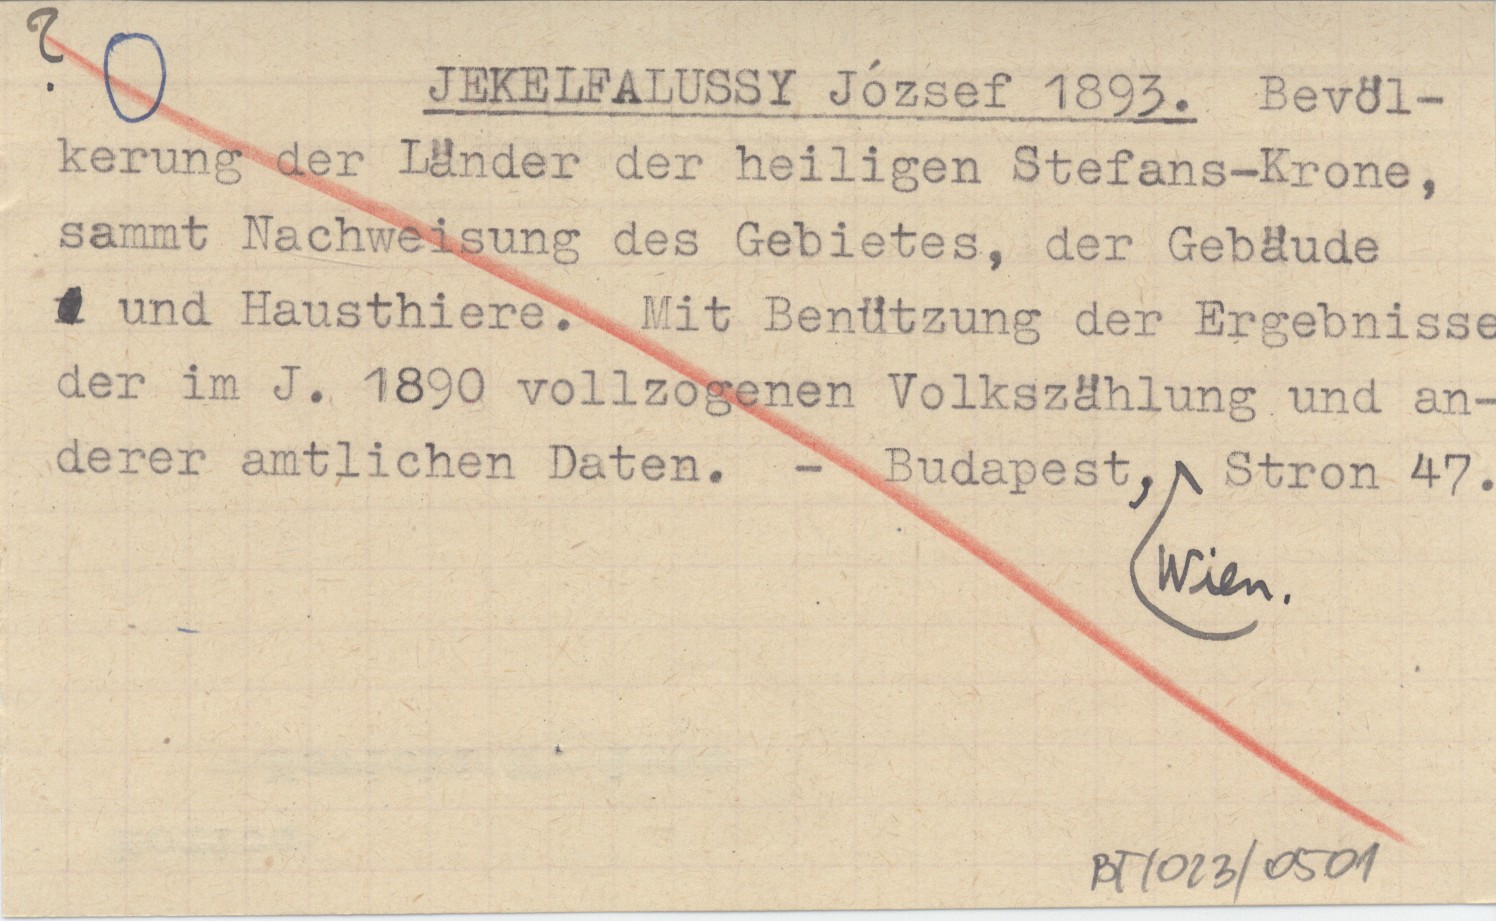 ?
JEKELFALUSSY József 1893. Bevöl-
kerung der Länder der heiligen Stefans-Krone,
sammt Nachweisung des Gebietes, der Gebäude
und Hausthiere. Mit Benützung der Ergebnisse
der im J. 1890 vollzogenen Volkszählung und an-
derer amtlichen Daten. - Budapest, Stron 47.
Wien.
BT/023/0501